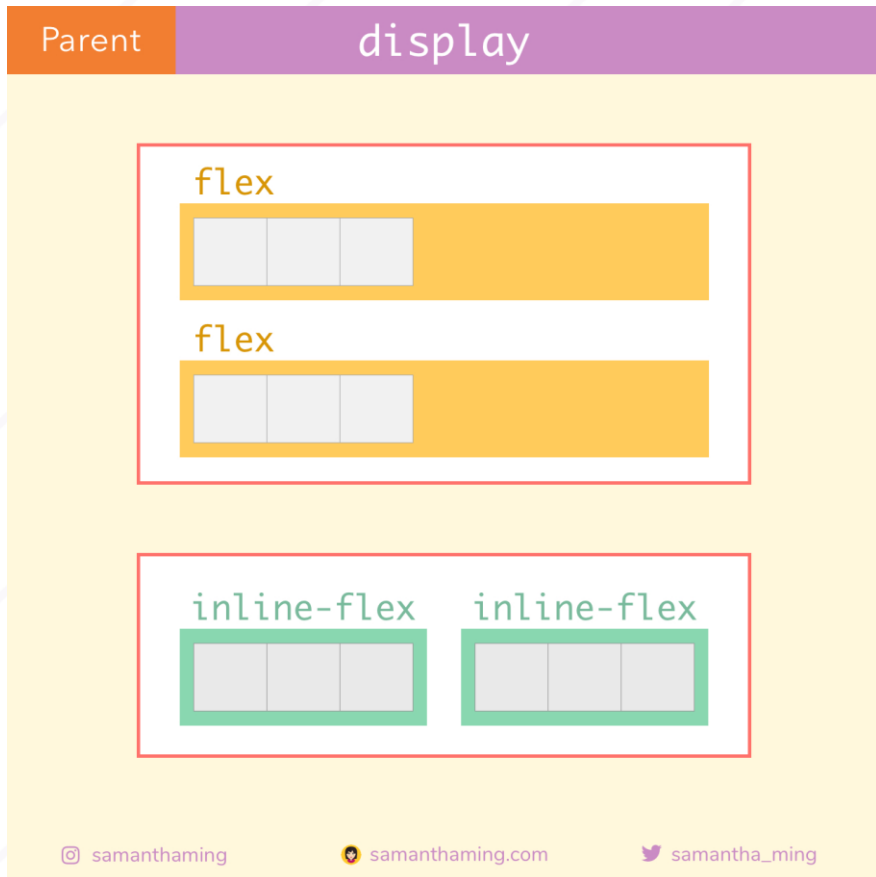 Parent
display
flex
flex
inline-flex inline-flex
samanthaming samanthaming.com samantha_ming